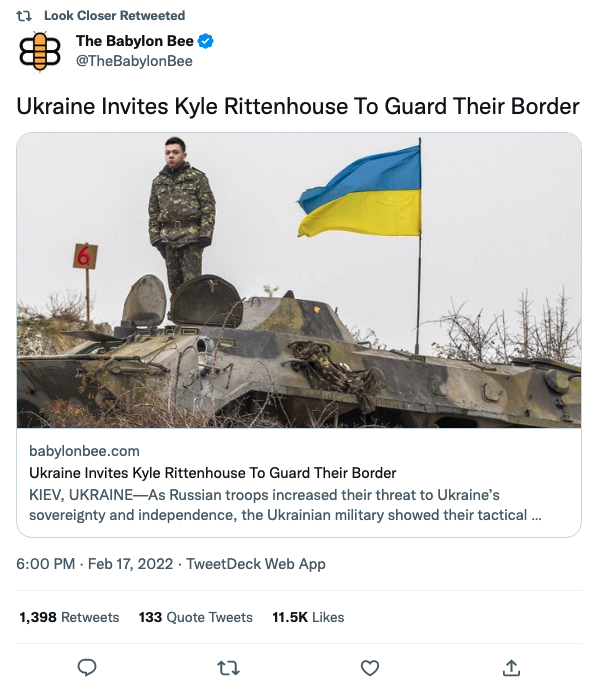 Look Closer Retweeted
The Babylon Bee
@TheBabylonBee
Ukraine Invites Kyle Rittenhouse To Guard Their Border
6
babylonbee.com
Ukraine Invites Kyle Rittenhouse To Guard Their Border
KIEV, UKRAINE—As Russian troops increased their threat to Ukraine’s
sovereignty and independence, the Ukrainian military showed their tactical ...
6:00 PM · Feb 17, 2022 · TweetDeck Web App
1,398 Retweets 133 Quote Tweets 11.5K Likes